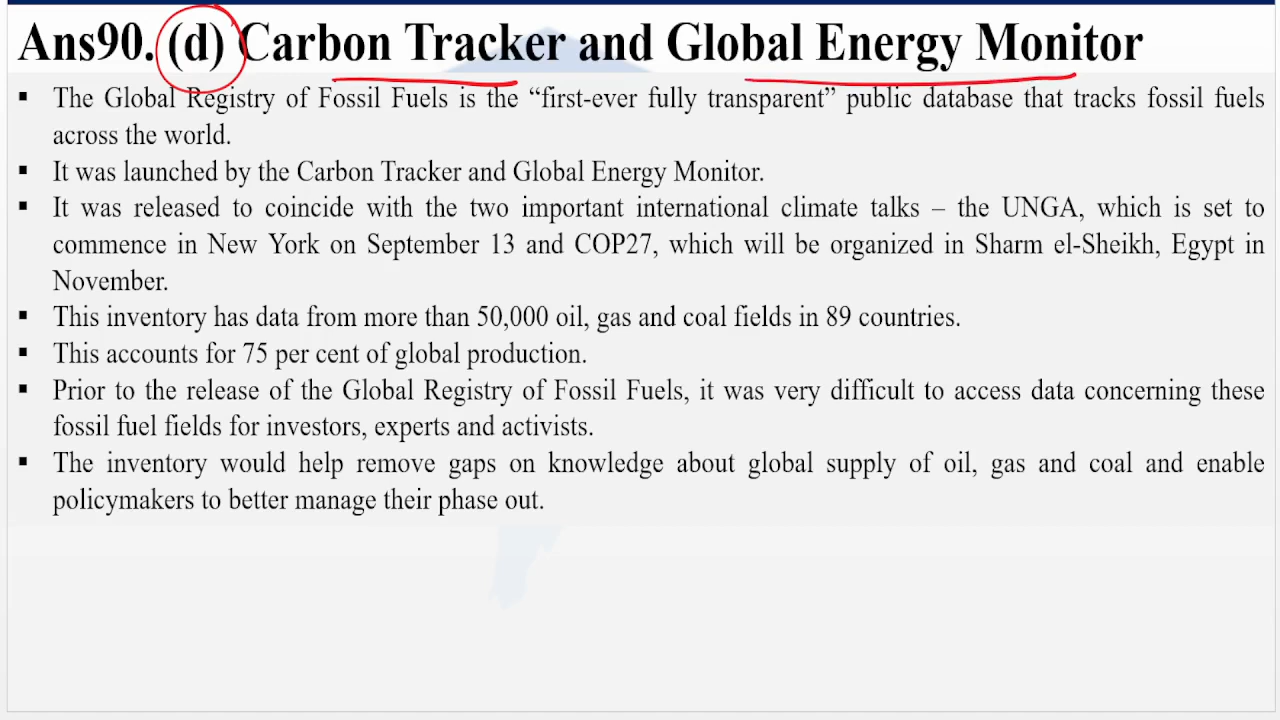 Ans90. (d) Carbon Tracker and Global Energy Monitor
▪ The Global Registry of Fossil Fuels is the “first-ever fully transparent” public database that tracks fossil fuels
across the world.
▪ It was launched by the Carbon Tracker and Global Energy Monitor.
▪ It was released to coincide with the two important international climate talks – the UNGA, which is set to
commence in New York on September 13 and COP27, which will be organized in Sharm el-Sheikh, Egypt in
November.
▪ This inventory has data from more than 50,000 oil, gas and coal fields in 89 countries.
▪ This accounts for 75 per cent of global production.
▪ Prior to the release of the Global Registry of Fossil Fuels, it was very difficult to access data concerning these
fossil fuel fields for investors, experts and activists.
▪ The inventory would help remove gaps on knowledge about global supply of oil, gas and coal and enable
policymakers to better manage their phase out.